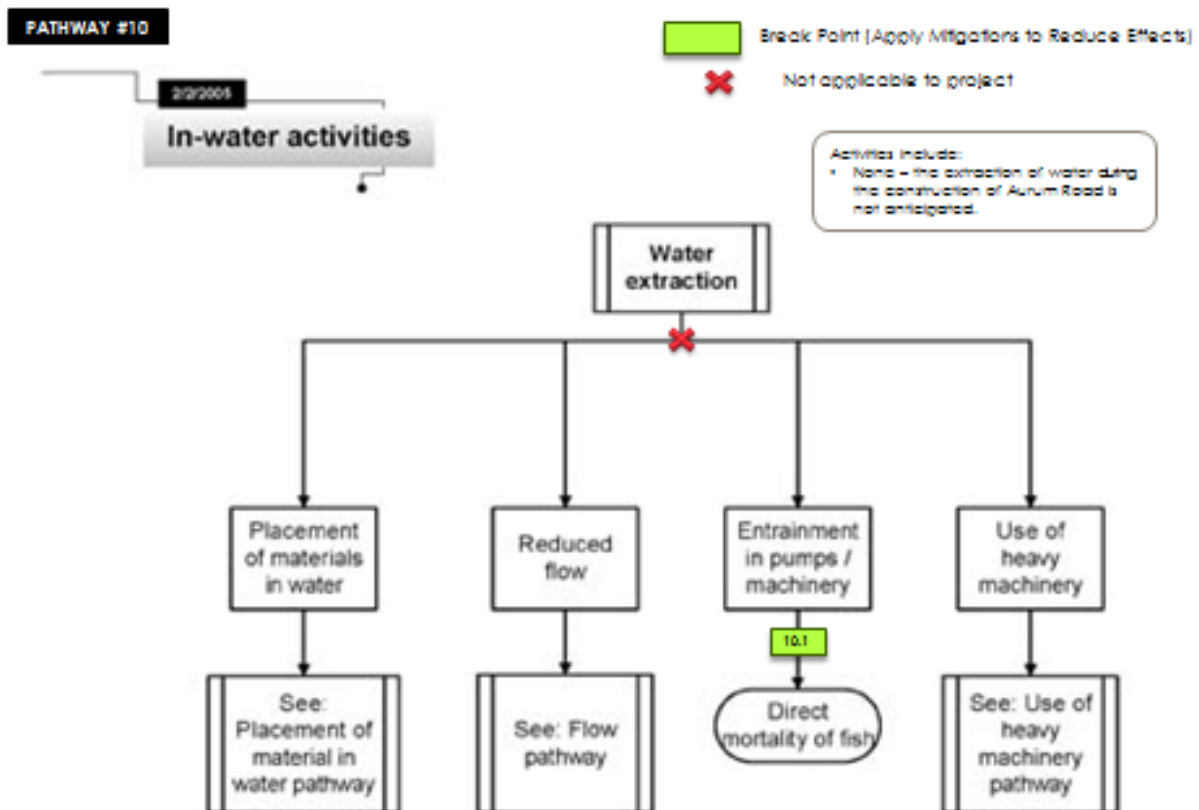 PATHWAY #10
Break Point (Apply Mitigations to Reduce Effects)
Not applicable to project
2/2/2005
In-water activities
Activities include:
• None – the extraction of water during
the construction of Aurum Road is
not anticipated.
Water
extraction
Placement
of materials
in water
Reduced
flow
Entrainment
in pumps /
machinery
Use of
heavy
machinery
10.1
See:
Placement of
material in
water pathway
See: Flow
pathway
Direct
mortality of fish
See: Use of
heavy
machinery
pathway